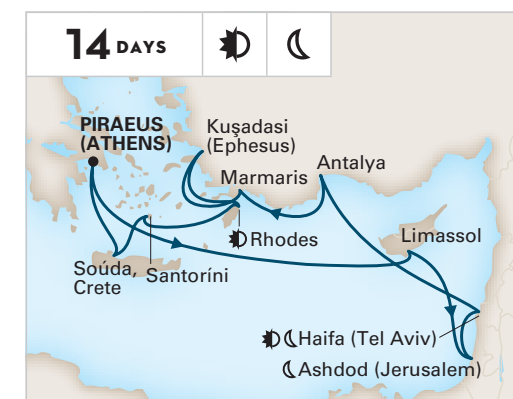 14 DAYS
PIRAEUS
(ATHENS)
Kuşadasi
(Ephesus)
Marmaris
Antalya
Rhodes
Limassol
Soúda,
Crete
Santoríni
Haifa (Tel Aviv)
Ashdod (Jerusalem)